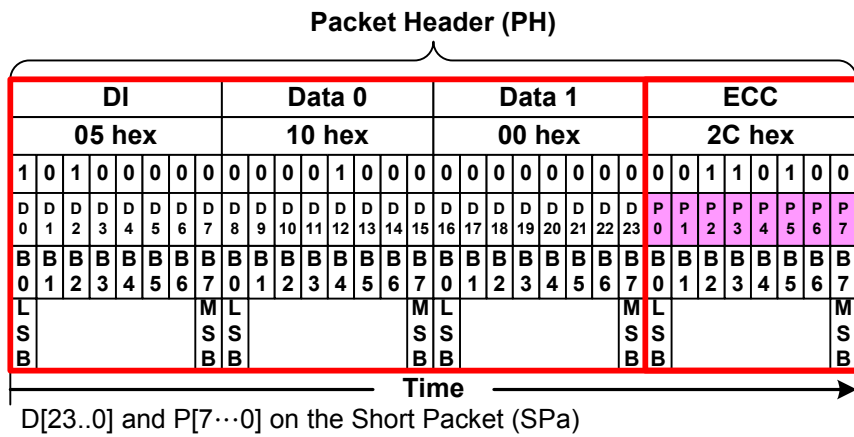 Packet Header (PH)
DI Data 0 Data 1 ECC
05 hex 10 hex 00 hex 2C hex
1 0 1 0 0 0 0 0 0 0 0 0 1 0 0 0 0 0 0 0 0 0 0 0 0 0 1 1 0 1 0 0
D0 D1 D2 D3 D4 D5 D6 D7 D8 D9 D10 D11 D12 D13 D14 D15 D16 D17 D18 D19 D20 D21 D22 D23 P0 P1 P2 P3 P4 P5 P6 P7
B0 B1 B2 B3 B4 B5 B6 B7 B0 B1 B2 B3 B4 B5 B6 B7 B0 B1 B2 B3 B4 B5 B6 B7 B0 B1 B2 B3 B4 B5 B6 B7
LSB MSB LSB MSB LSB MSB LSB MSB
Time
D[23..0] and P[7⋯0] on the Short Packet (SPa)